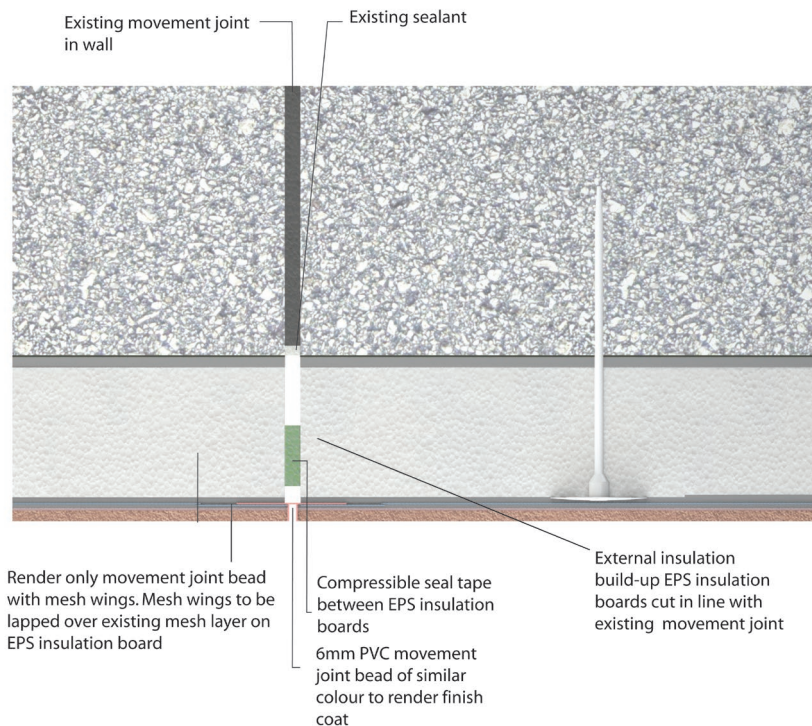 Existing movement joint
in wall
Existing sealant
Render only movement joint bead
with mesh wings. Mesh wings to be
lapped over existing mesh layer on
EPS insulation board
Compressible seal tape
between EPS insulation
boards
6mm PVC movement
joint bead of similar
colour to render finish
coat
External insulation
build-up EPS insulation
boards cut in line with
existing movement joint